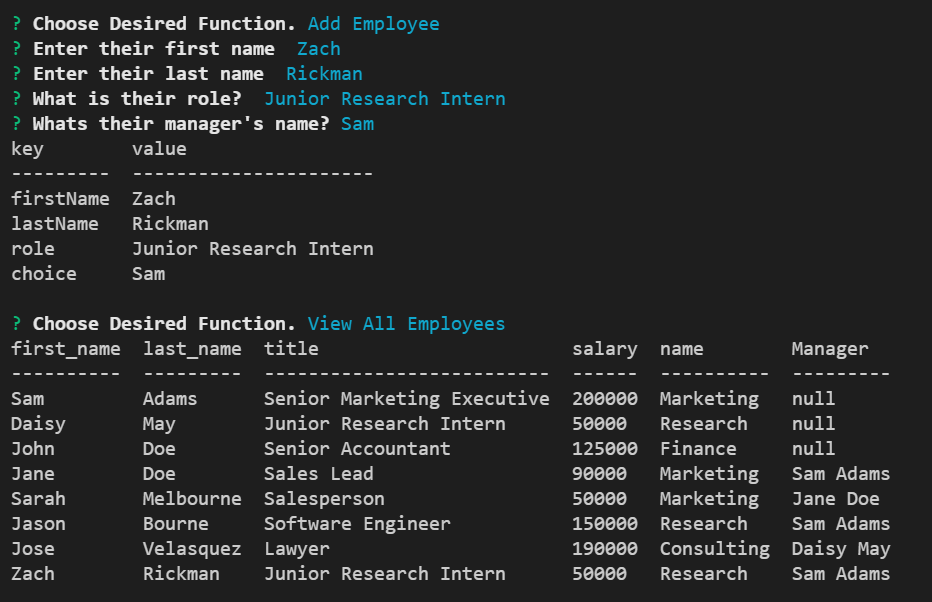 ? Choose Desired Function. Add Employee
? Enter their first name  Zach
? Enter their last name  Rickman
? What is their role?  Junior Research Intern
? Whats their manager's name? Sam
key        value
---------  ----------------------
firstName  Zach
lastName   Rickman
role       Junior Research Intern
choice     Sam

? Choose Desired Function. View All Employees
first_name  last_name  title                       salary  name        Manager
----------  ---------  --------------------------  ------  ----------  ---------
Sam         Adams      Senior Marketing Executive  200000  Marketing   null
Daisy       May        Junior Research Intern      50000   Research    null
John        Doe        Senior Accountant           125000  Finance     null
Jane        Doe        Sales Lead                  90000   Marketing   Sam Adams
Sarah       Melbourne  Salesperson                 50000   Marketing   Jane Doe
Jason       Bourne     Software Engineer           150000  Research    Sam Adams
Jose        Velasquez  Lawyer                      190000  Consulting  Daisy May
Zach        Rickman    Junior Research Intern      50000   Research    Sam Adams